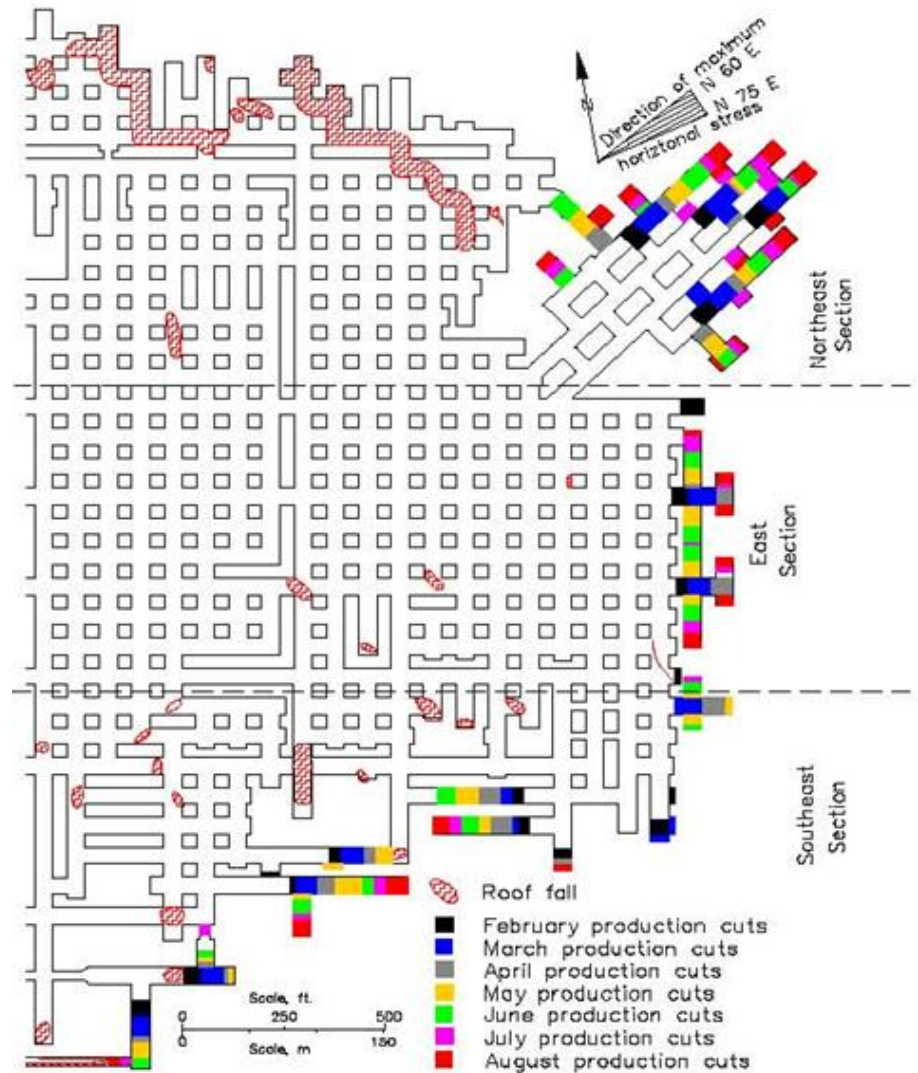 N
Direction of maximum
horiztonal stress
N 60 E
N 75 E
Northeast
Section
East
Section
Southeast
Section
Roof fall
February production cuts
March production cuts
April production cuts
May production cuts
June production cuts
July production cuts
August production cuts
Scale, ft.
0 250 500
0 150
Scale, m